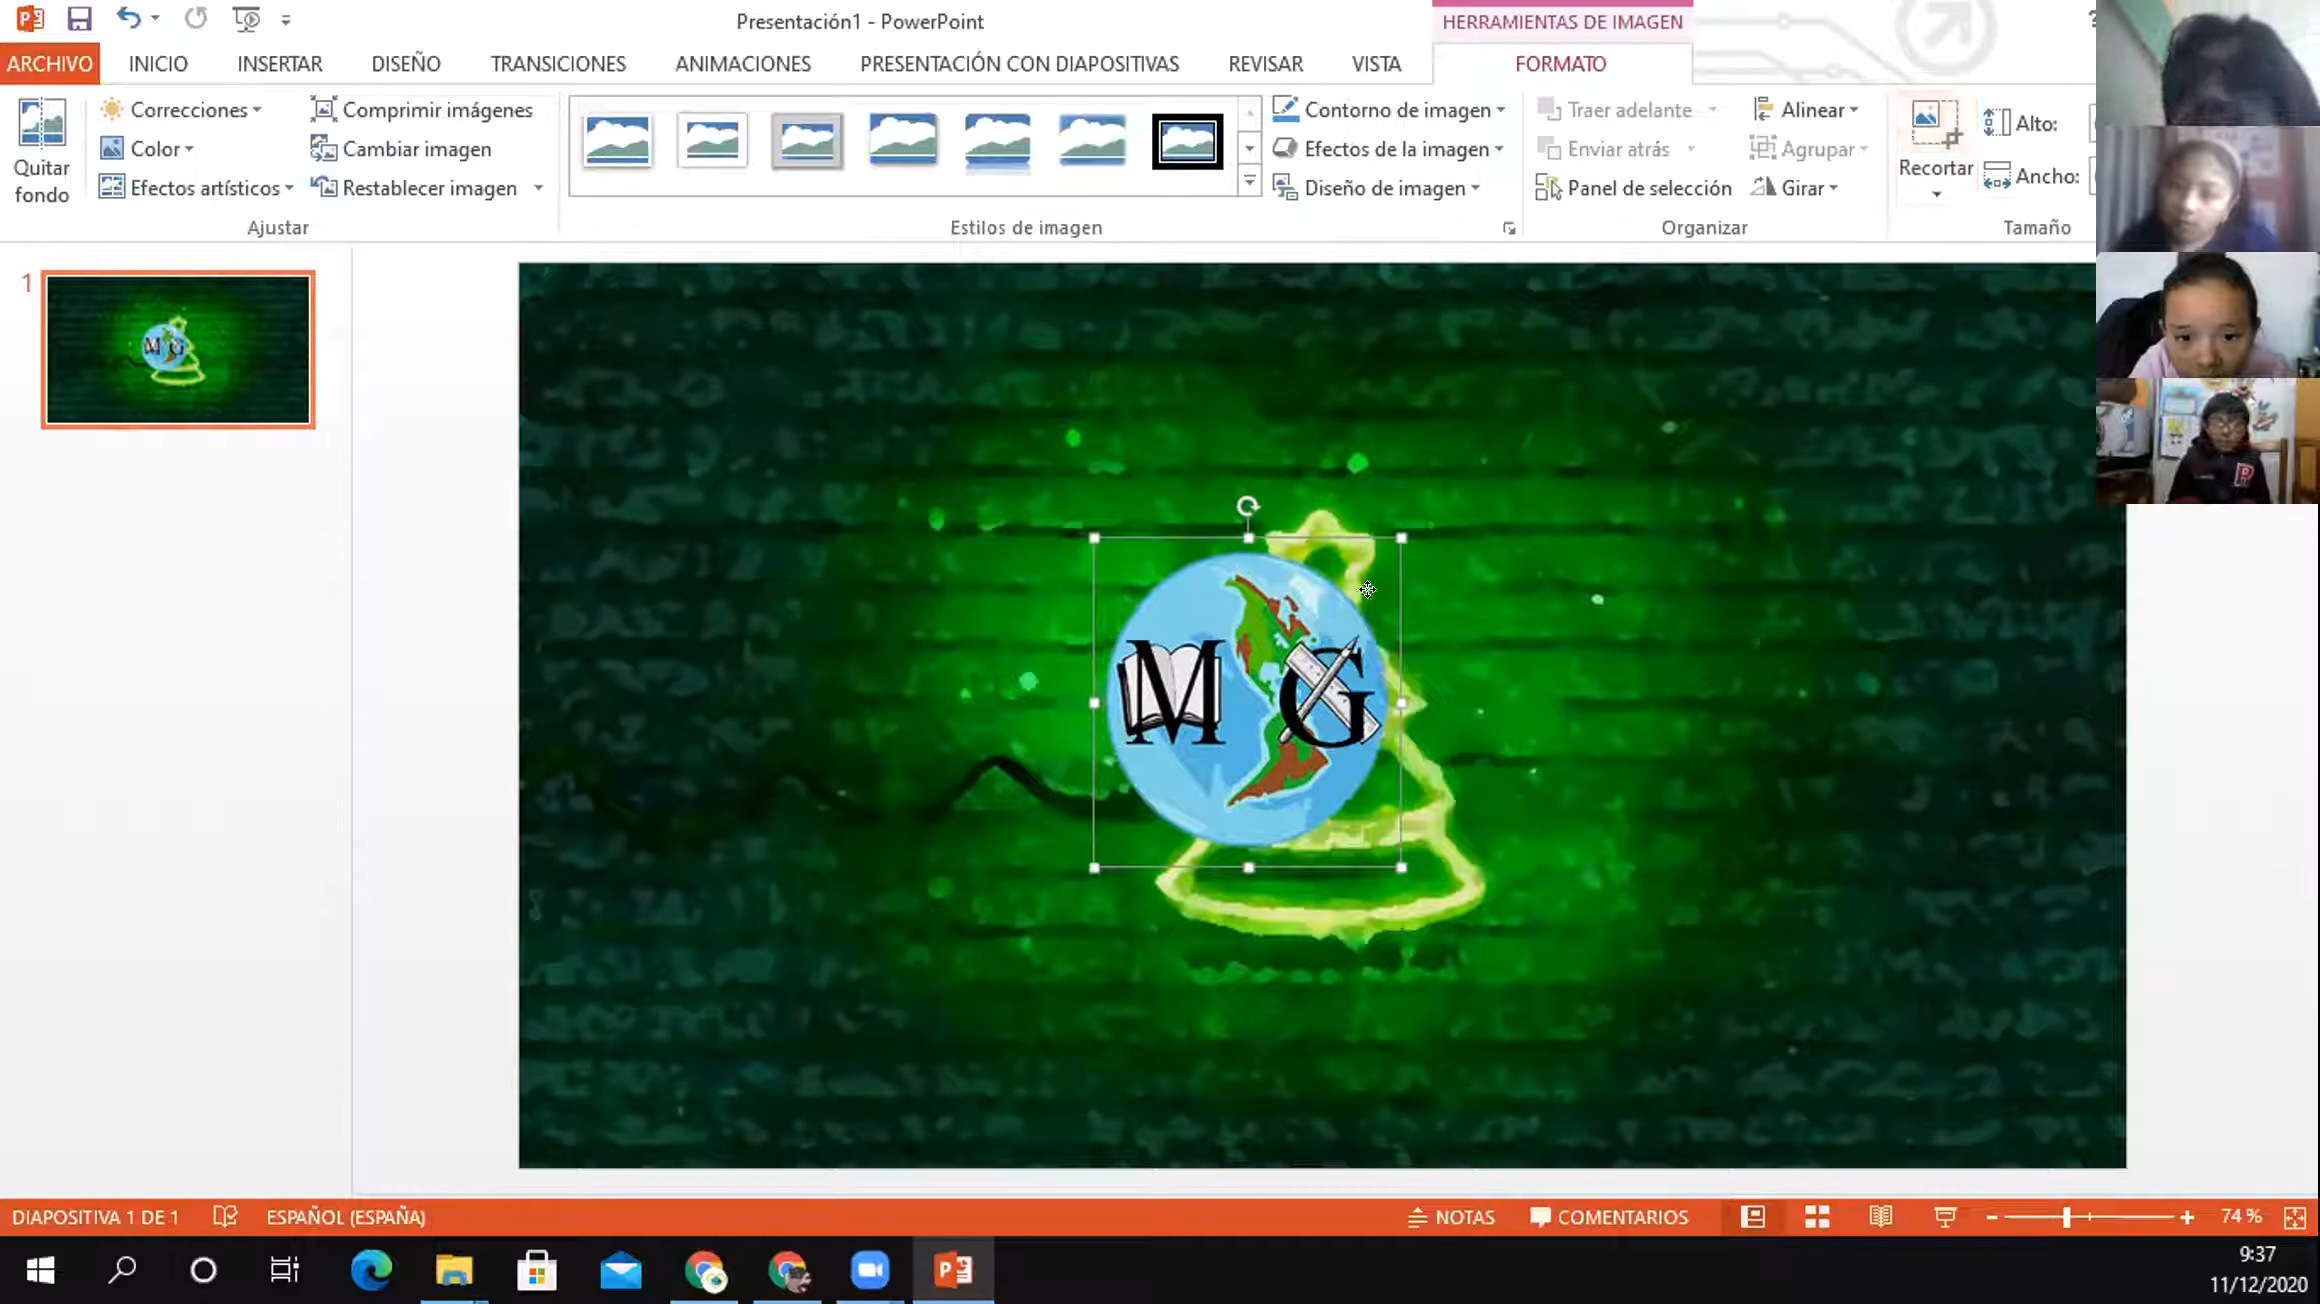 Presentación1 - PowerPoint
HERRAMIENTAS DE IMAGEN
?
ARCHIVO INICIO INSERTAR DISEÑO TRANSICIONES ANIMACIONES PRESENTACIÓN CON DIAPOSITIVAS REVISAR VISTA FORMATO
Quitar fondo
Correcciones
Color
Efectos artísticos
Comprimir imágenes
Cambiar imagen
Restablecer imagen
Ajustar
Contorno de imagen
Efectos de la imagen
Diseño de imagen
Estilos de imagen
Traer adelante
Enviar atrás
Panel de selección
Alinear
Agrupar
Girar
Organizar
Recortar
Alto:
Ancho:
Tamaño
1
M G
M G
R
DIAPOSITIVA 1 DE 1 ESPAÑOL (ESPAÑA) NOTAS COMENTARIOS 74 %
9:37
11/12/2020